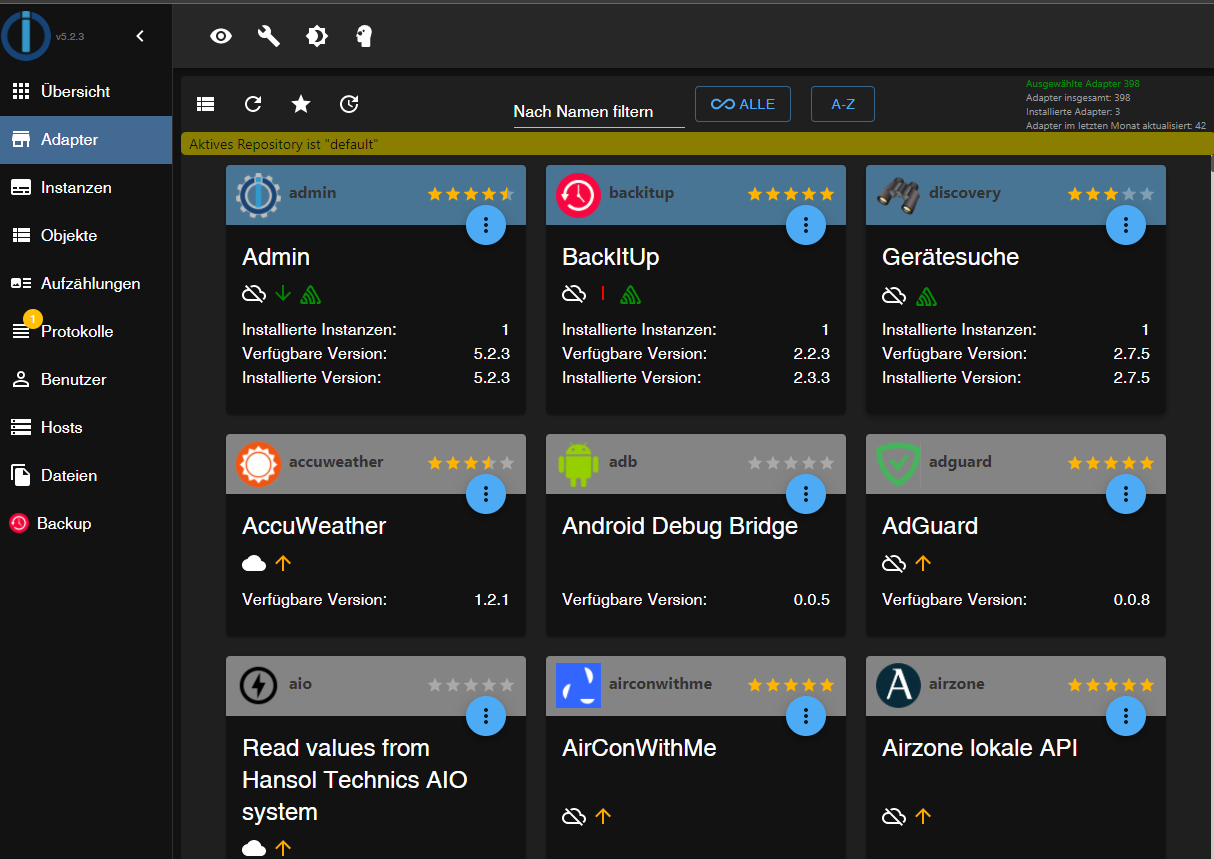 v5.2.3
Übersicht
Adapter
Instanzen
Objekte
Aufzählungen
1
Protokolle
Benutzer
Hosts
Dateien
Backup
Nach Namen filtern
ALLE
A-Z
Ausgewählte Adapter 398
Adapter insgesamt: 398
Installierte Adapter: 3
Adapter im letzten Monat aktualisiert: 42
Aktives Repository ist "default"
admin
Admin
Installierte Instanzen: 1
Verfügbare Version: 5.2.3
Installierte Version: 5.2.3
backitup
BackItUp
Installierte Instanzen: 1
Verfügbare Version: 2.2.3
Installierte Version: 2.3.3
discovery
Gerätesuche
Installierte Instanzen: 1
Verfügbare Version: 2.7.5
Installierte Version: 2.7.5
accuweather
AccuWeather
Verfügbare Version: 1.2.1
adb
Android Debug Bridge
Verfügbare Version: 0.0.5
adguard
AdGuard
Verfügbare Version: 0.0.8
aio
Read values from
Hansol Technics AIO
system
airconwithme
AirConWithMe
A
airzone
Airzone lokale API